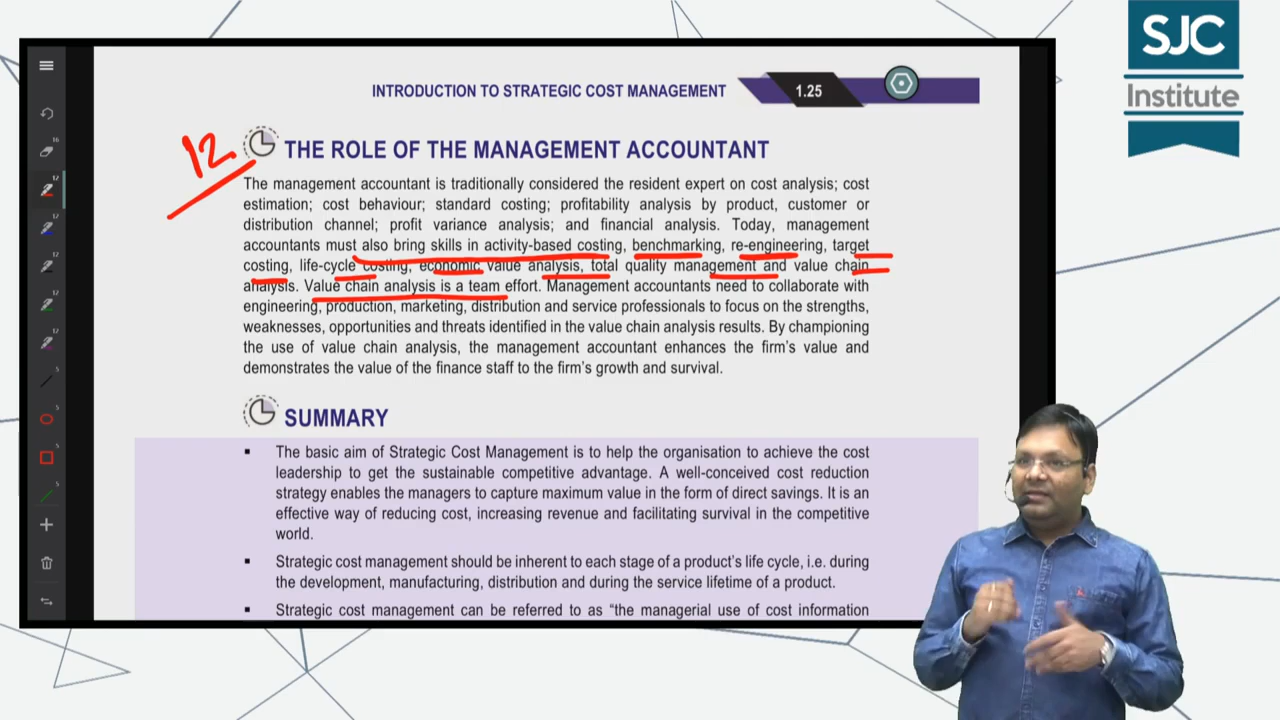 SJC
Institute
INTRODUCTION TO STRATEGIC COST MANAGEMENT 1.25
12
THE ROLE OF THE MANAGEMENT ACCOUNTANT
The management accountant is traditionally considered the resident expert on cost analysis; cost
estimation; cost behaviour; standard costing; profitability analysis by product, customer or
distribution channel; profit variance analysis; and financial analysis. Today, management
accountants must also bring skills in activity-based costing, benchmarking, re-engineering, target
costing, life-cycle costing, economic value analysis, total quality management and value chain
analysis. Value chain analysis is a team effort. Management accountants need to collaborate with
engineering, production, marketing, distribution and service professionals to focus on the strengths,
weaknesses, opportunities and threats identified in the value chain analysis results. By championing
the use of value chain analysis, the management accountant enhances the firm's value and
demonstrates the value of the finance staff to the firm's growth and survival.
SUMMARY
▪ The basic aim of Strategic Cost Management is to help the organisation to achieve the cost
leadership to get the sustainable competitive advantage. A well-conceived cost reduction
strategy enables the managers to capture maximum value in the form of direct savings. It is an
effective way of reducing cost, increasing revenue and facilitating survival in the competitive
world.
▪ Strategic cost management should be inherent to each stage of a product's life cycle, i.e. during
the development, manufacturing, distribution and during the service lifetime of a product.
▪ Strategic cost management can be referred to as “the managerial use of cost information